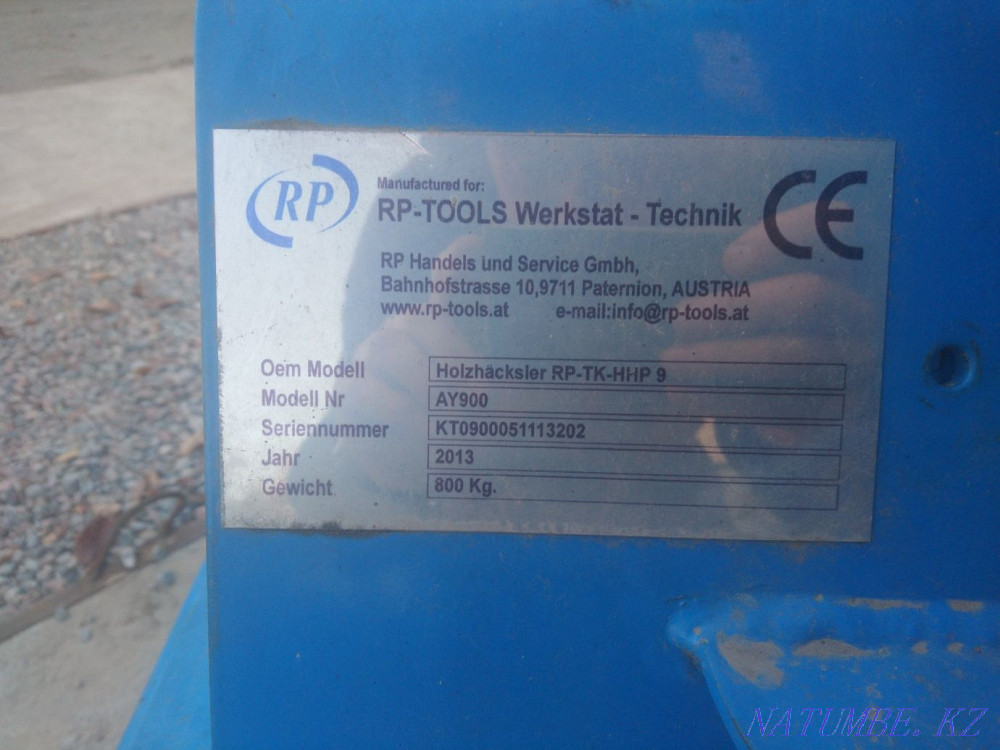 RP
Manufactured for:
RP-TOOLS Werkstat - Technik
CE
RP Handels und Service Gmbh,
Bahnhofstrasse 10,9711 Paternion, AUSTRIA
www.rp-tools.at e-mail:info@rp-tools.at
Oem Modell Holzhäcksler RP-TK-HHP 9
Modell Nr AY900
Seriennummer KT0900051113202
Jahr 2013
Gewicht 800 Kg.
NATUMBE. KZ